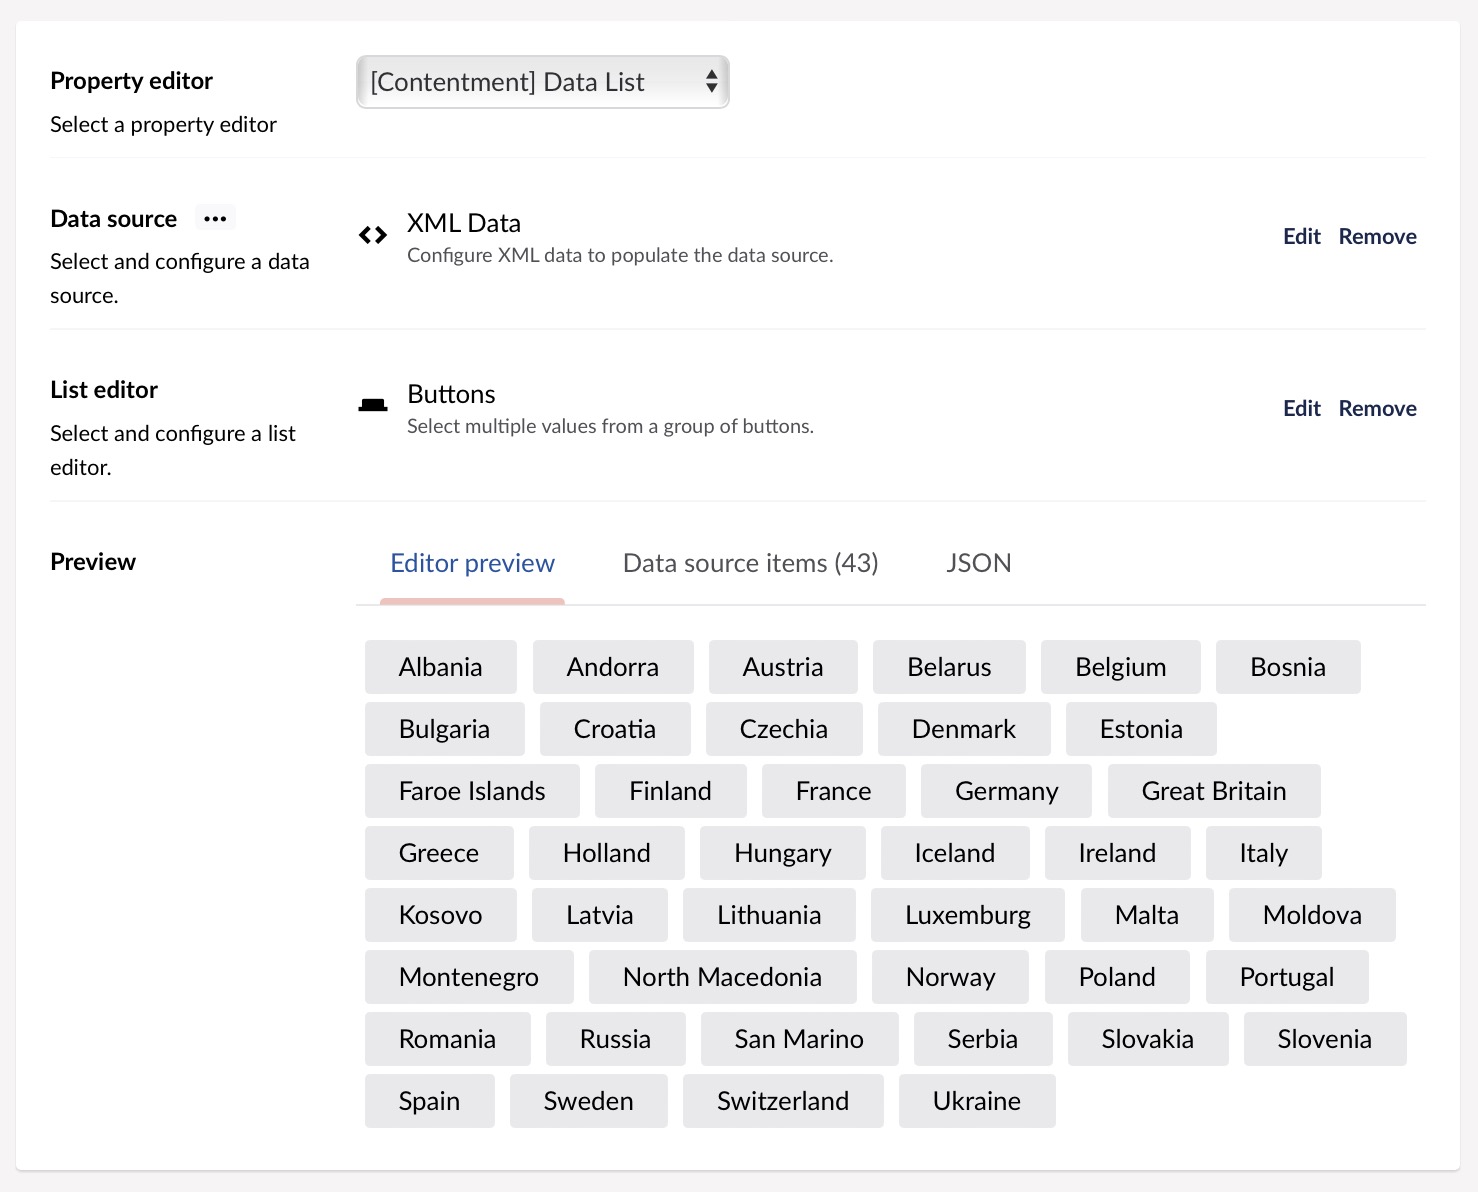 Property editor
[Contentment] Data List
Select a property editor
Data source •••
XML Data
Configure XML data to populate the data source.
Edit Remove
Select and configure a data
source.
List editor
Buttons
Select multiple values from a group of buttons.
Edit Remove
Select and configure a list
editor.
Preview
Editor preview Data source items (43) JSON
Albania Andorra Austria Belarus Belgium Bosnia
Bulgaria Croatia Czechia Denmark Estonia
Faroe Islands Finland France Germany Great Britain
Greece Holland Hungary Iceland Ireland Italy
Kosovo Latvia Lithuania Luxemburg Malta Moldova
Montenegro North Macedonia Norway Poland Portugal
Romania Russia San Marino Serbia Slovakia Slovenia
Spain Sweden Switzerland Ukraine